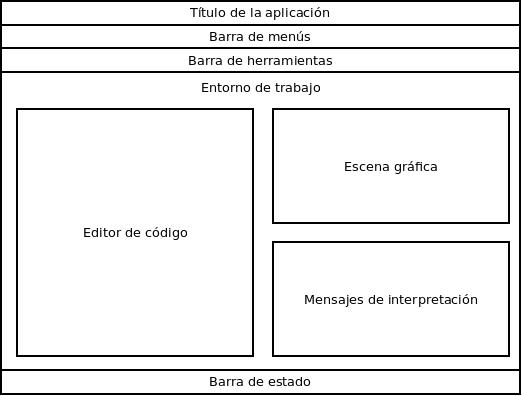 Título de la aplicación
Barra de menús
Barra de herramientas
Entorno de trabajo
Editor de código
Escena gráfica
Mensajes de interpretación
Barra de estado